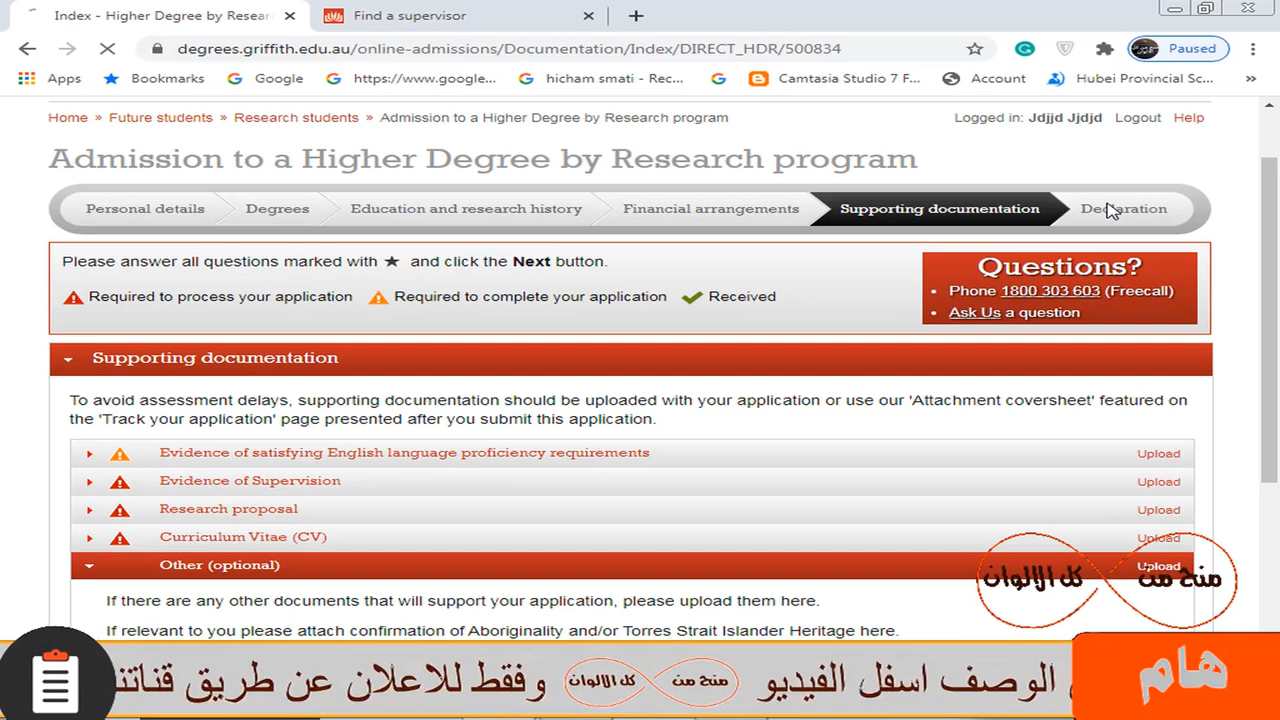 Index - Higher Degree by Resear
Find a supervisor
degrees.griffith.edu.au/online-admissions/Documentation/Index/DIRECT_HDR/500834
Paused
Apps
Bookmarks
Google
https://www.google...
hicham smati - Rec...
Camtasia Studio 7 F...
Account
Hubei Provincial Sc...
»
Home » Future students » Research students » Admission to a Higher Degree by Research program
Logged in: Jdjjd Jjdjd Logout Help
Admission to a Higher Degree by Research program
Personal details
Degrees
Education and research history
Financial arrangements
Supporting documentation
Declaration
Please answer all questions marked with ★ and click the Next button.
Required to process your application
Required to complete your application
Received
Questions?
• Phone 1800 303 603 (Freecall)
• Ask Us a question
Supporting documentation
To avoid assessment delays, supporting documentation should be uploaded with your application or use our 'Attachment coversheet' featured on
the 'Track your application' page presented after you submit this application.
Evidence of satisfying English language proficiency requirements Upload
Evidence of Supervision Upload
Research proposal Upload
Curriculum Vitae (CV) Upload
Other (optional) Upload
If there are any other documents that will support your application, please upload them here.
If relevant to you please attach confirmation of Aboriginality and/or Torres Strait Islander Heritage here.
منح من كل الالوان
هام
الوصف اسفل الفيديو
منح من كل الالوان
وفقط للاعلان عن طريق قناتنا